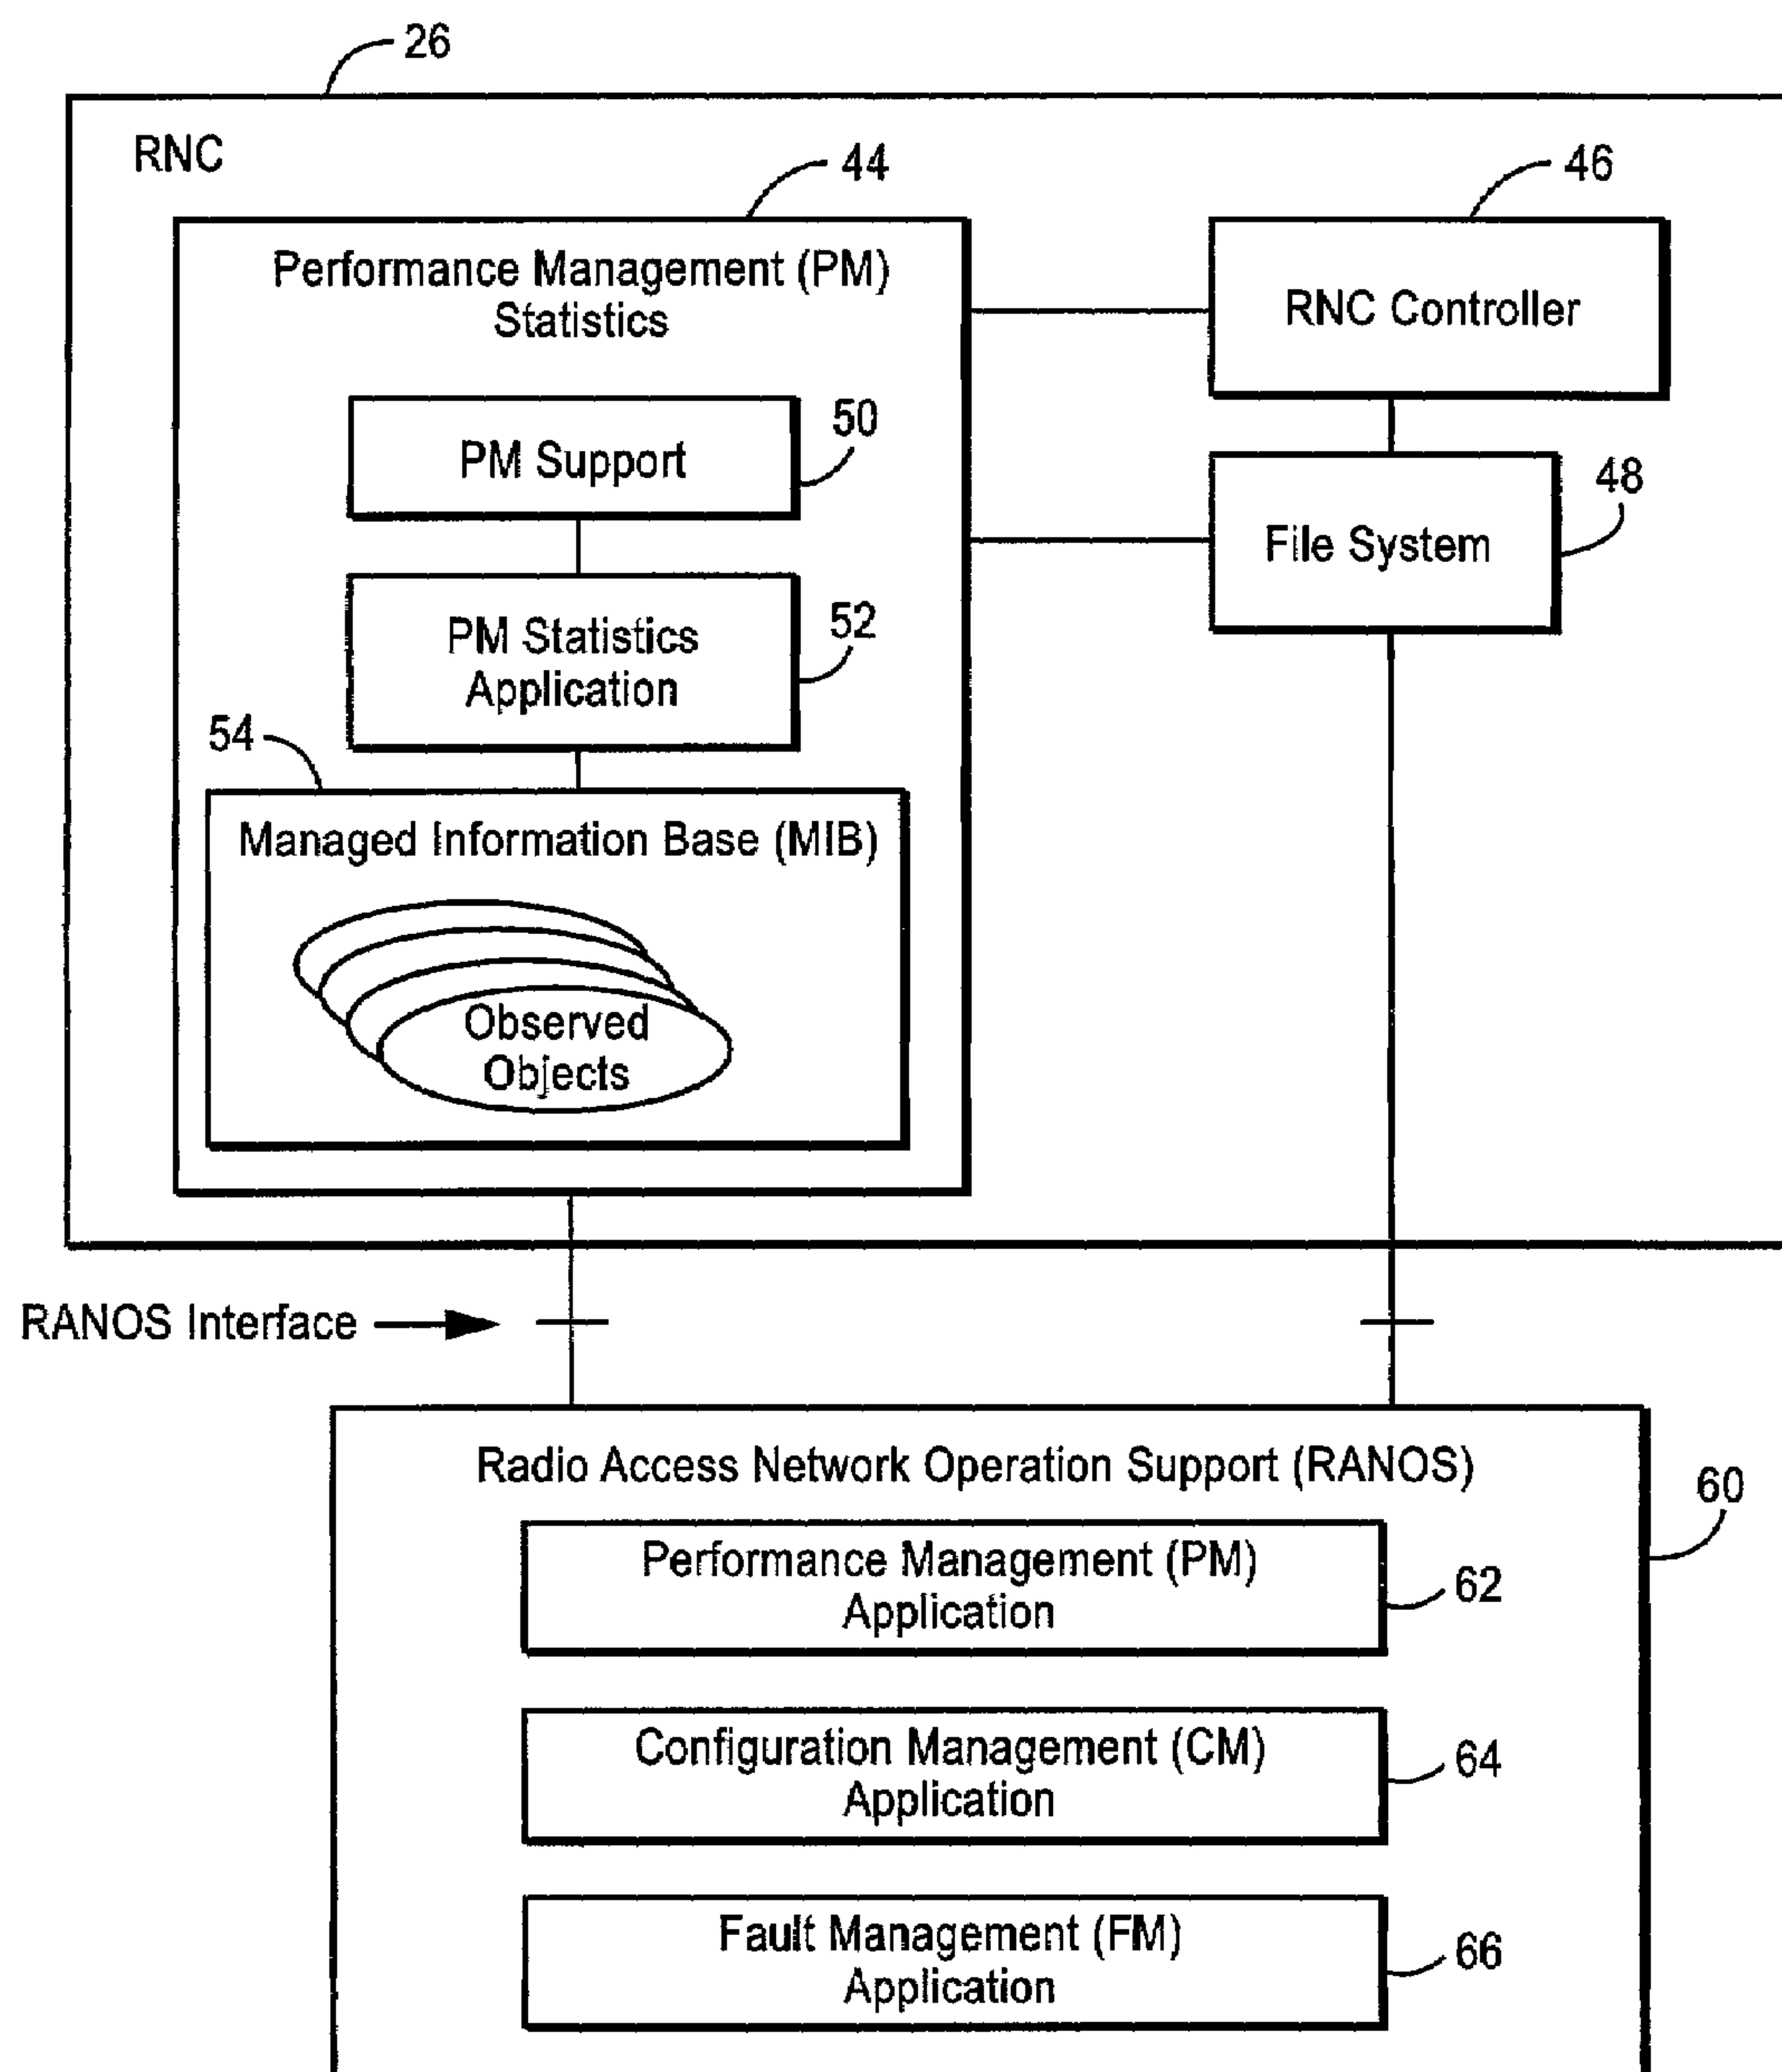 26
RNC
44
46
Performance Management (PM)
Statistics
RNC Controller
PM Support
50
File System
48
PM Statistics
Application
52
54
Managed Information Base (MIB)
Observed
Objects
RANOS Interface
Radio Access Network Operation Support (RANOS)
60
Performance Management (PM)
Application
62
Configuration Management (CM)
Application
64
Fault Management (FM)
Application
66